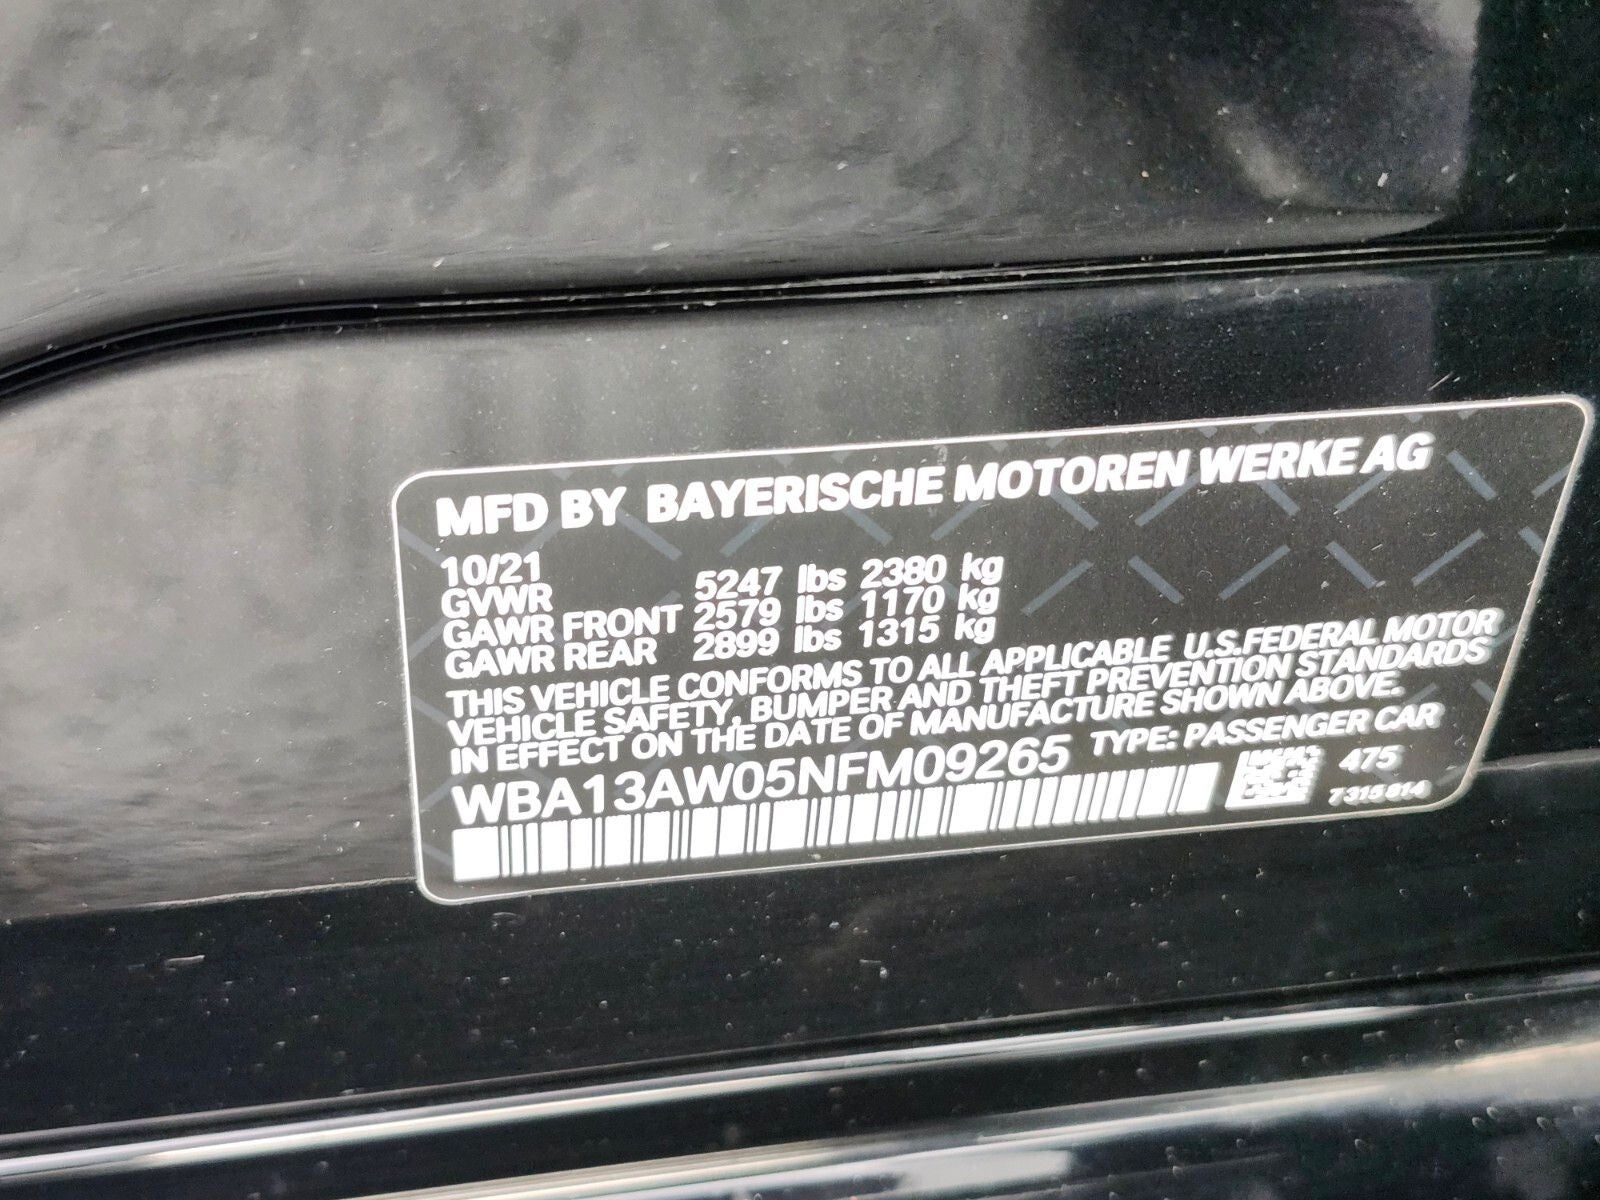 MFD BY BAYERISCHE MOTOREN WERKE AG
10/21
GVWR 5247 lbs 2380 kg
GAWR FRONT 2579 lbs 1170 kg
GAWR REAR 2899 lbs 1315 kg
THIS VEHICLE CONFORMS TO ALL APPLICABLE U.S.FEDERAL MOTOR
VEHICLE SAFETY, BUMPER AND THEFT PREVENTION STANDARDS
IN EFFECT ON THE DATE OF MANUFACTURE SHOWN ABOVE.
WBA13AW05NFM09265 TYPE: PASSENGER CAR
475
7315814